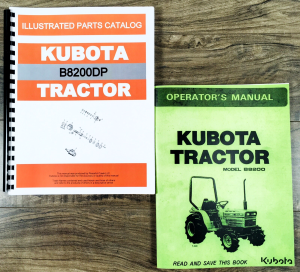 ILLUSTRATED PARTS CATALOG
KUBOTA
B8200DP
TRACTOR
OPERATOR'S MANUAL
KUBOTA
TRACTOR
MODEL B8200
READ AND SAVE THIS BOOK
Kubota